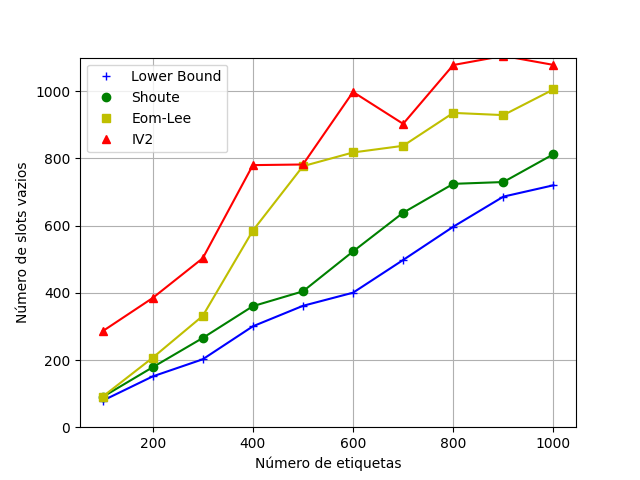 Lower Bound
Shoute
Eom-Lee
IV2
1000
800
600
400
200
0
Número de slots vazios
200 400 600 800 1000
Número de etiquetas